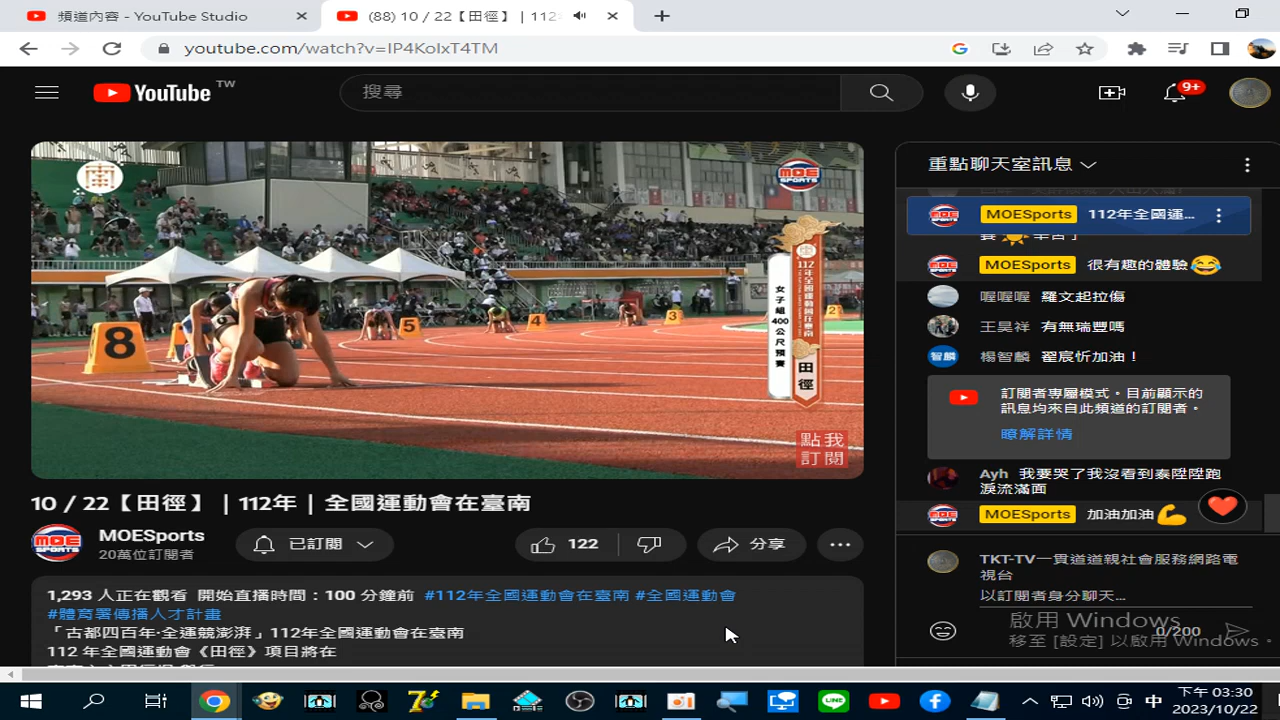 頻道內容 - YouTube Studio
(88) 10 / 22【田徑】 | 112
youtube.com/watch?v=IP4KoIxT4TM
YouTube TW
搜尋
9+
南
MOE SPORTS
112年全國運動會在臺南
女子組400公尺預賽
田徑
8
5
4
3
2
點我
訂閱
10 / 22【田徑】｜112年｜全國運動會在臺南
MOESports
20萬位訂閱者
已訂閱
122
分享
1,293 人正在觀看 開始直播時間：100 分鐘前 #112年全國運動會在臺南 #全國運動會
#體育署傳播人才計畫
「古都四百年·全運競澎湃」112年全國運動會在臺南
112 年全國運動會《田徑》項目將在
重點聊天室訊息
MOESports 112年全國運...
MOESports 很有趣的體驗😂
喔喔喔 羅文起拉傷
王昊祥 有無瑞豐嗎
智麟 楊智麟 翟宸忻加油！
訂閱者專屬模式。目前顯示的
訊息均來自此頻道的訂閱者。
瞭解詳情
Ayh 我要哭了我沒看到泰陞陞跑
淚流滿面
MOESports 加油加油💪
TKT-TV一貫道道親社會服務網路電
視台
以訂閱者身分聊天...
0/200
啟用 Windows
移至 [設定] 以啟用 Windows。
中
下午 03:30
2023/10/22